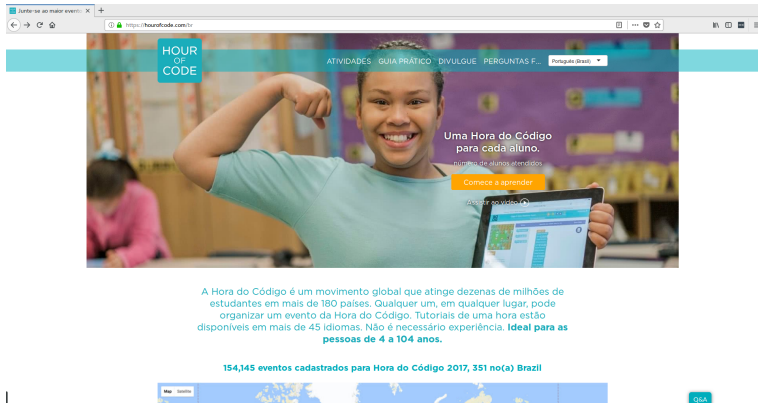 Junte-se ao maior evento
https://hourofcode.com/br
HOUR
OF
CODE
ATIVIDADES GUIA PRÁTICO DIVULGUE PERGUNTAS F... Português (Brasil)
Uma Hora do Código
para cada aluno.
número de alunos atendidos
Comece a aprender
Assistir ao vídeo
A Hora do Código é um movimento global que atinge dezenas de milhões de
estudantes em mais de 180 países. Qualquer um, em qualquer lugar, pode
organizar um evento da Hora do Código. Tutoriais de uma hora estão
disponíveis em mais de 45 idiomas. Não é necessário experiência. Ideal para as
pessoas de 4 a 104 anos.
154,145 eventos cadastrados para Hora do Código 2017, 351 no(a) Brazil
Map Satellite
Q&A